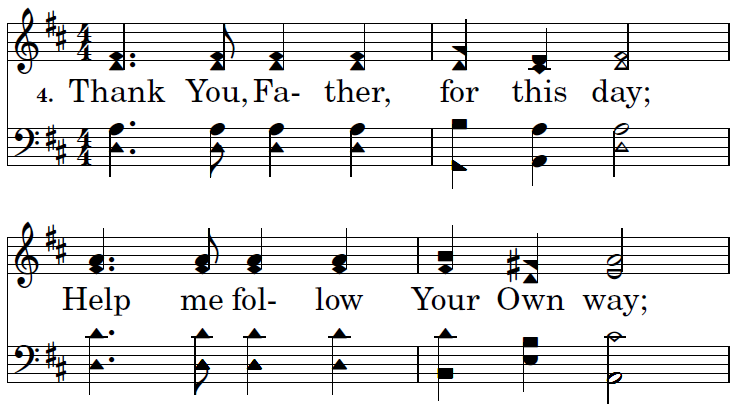 4. Thank You, Fa- ther, for this day;
Help me fol- low Your Own way;